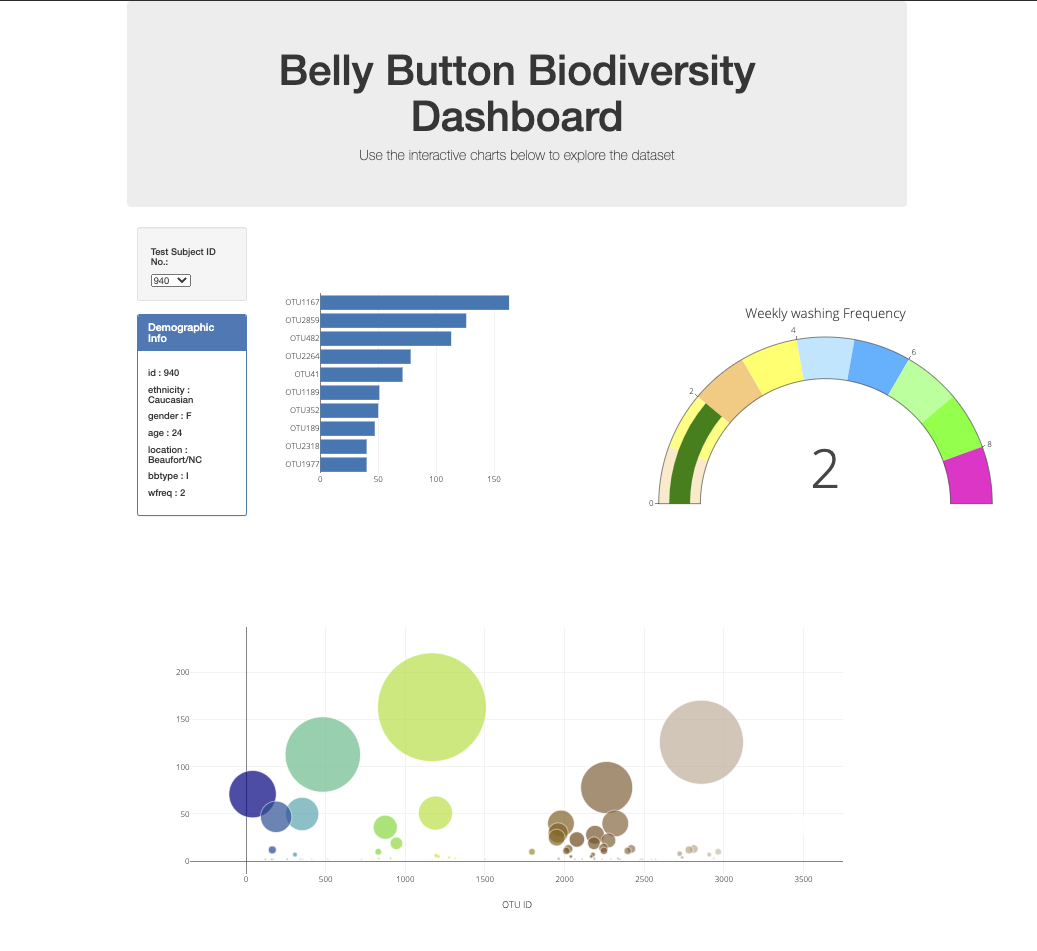 Belly Button Biodiversity
Dashboard
Use the interactive charts below to explore the dataset
Test Subject ID
No.:
940
Demographic
Info
id : 940
ethnicity :
Caucasian
gender : F
age : 24
location :
Beaufort/NC
bbtype : I
wfreq : 2
OTU1167
OTU2859
OTU482
OTU2264
OTU41
OTU1189
OTU352
OTU189
OTU2318
OTU1977
0 50 100 150
Weekly washing Frequency
0
2
4
6
8
2
200
150
100
50
0
0 500 1000 1500 2000 2500 3000 3500
OTU ID